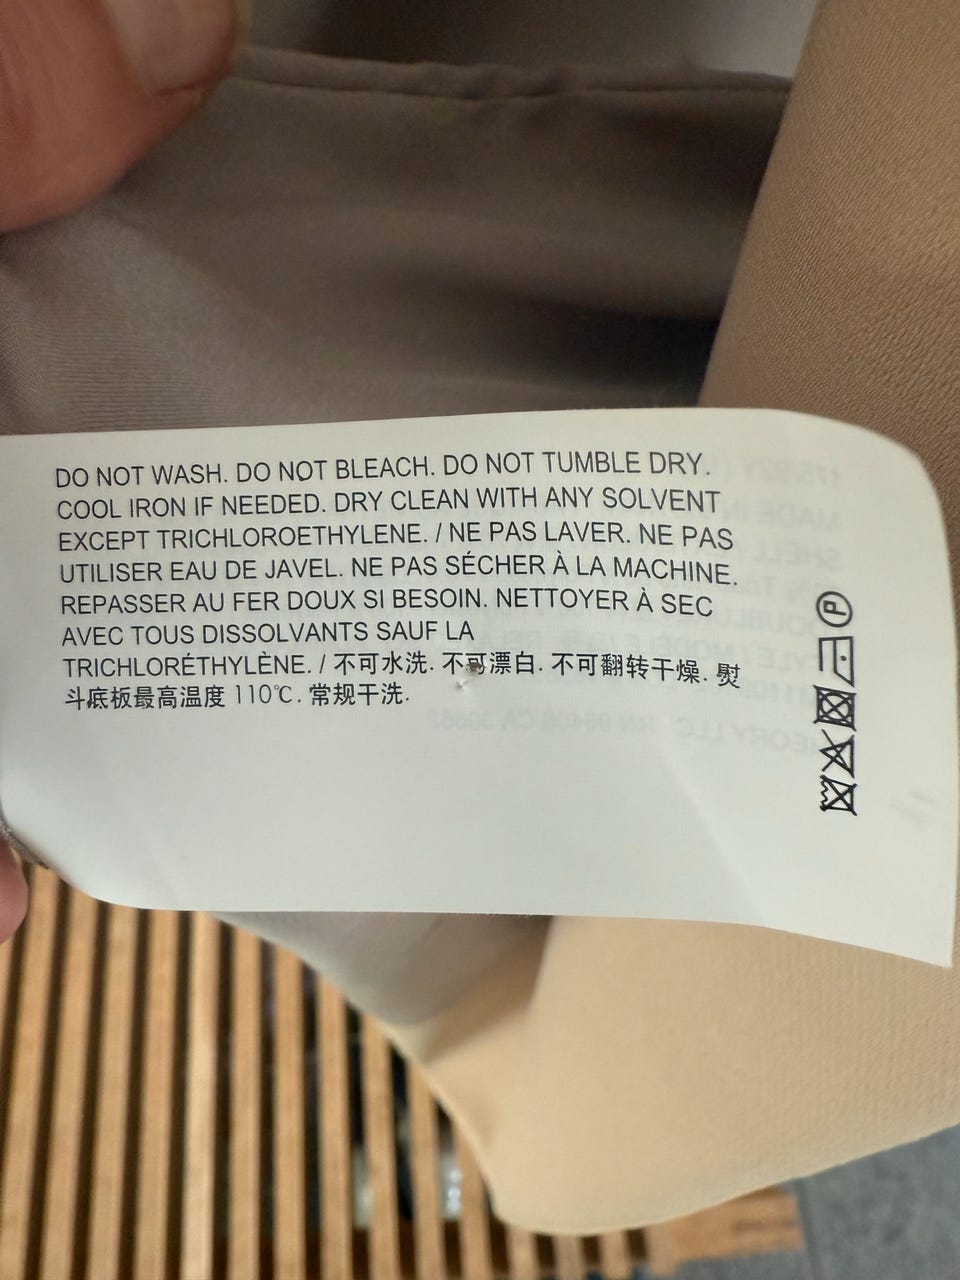 DO NOT WASH. DO NOT BLEACH. DO NOT TUMBLE DRY.
COOL IRON IF NEEDED. DRY CLEAN WITH ANY SOLVENT
EXCEPT TRICHLOROETHYLENE. / NE PAS LAVER. NE PAS
UTILISER EAU DE JAVEL. NE PAS SÉCHER À LA MACHINE.
REPASSER AU FER DOUX SI BESOIN. NETTOYER À SEC
AVEC TOUS DISSOLVANTS SAUF LA
TRICHLORÉTHYLÈNE. / 不可水洗. 不可漂白. 不可翻转干燥. 熨
斗底板最高温度 110℃. 常规干洗.
P